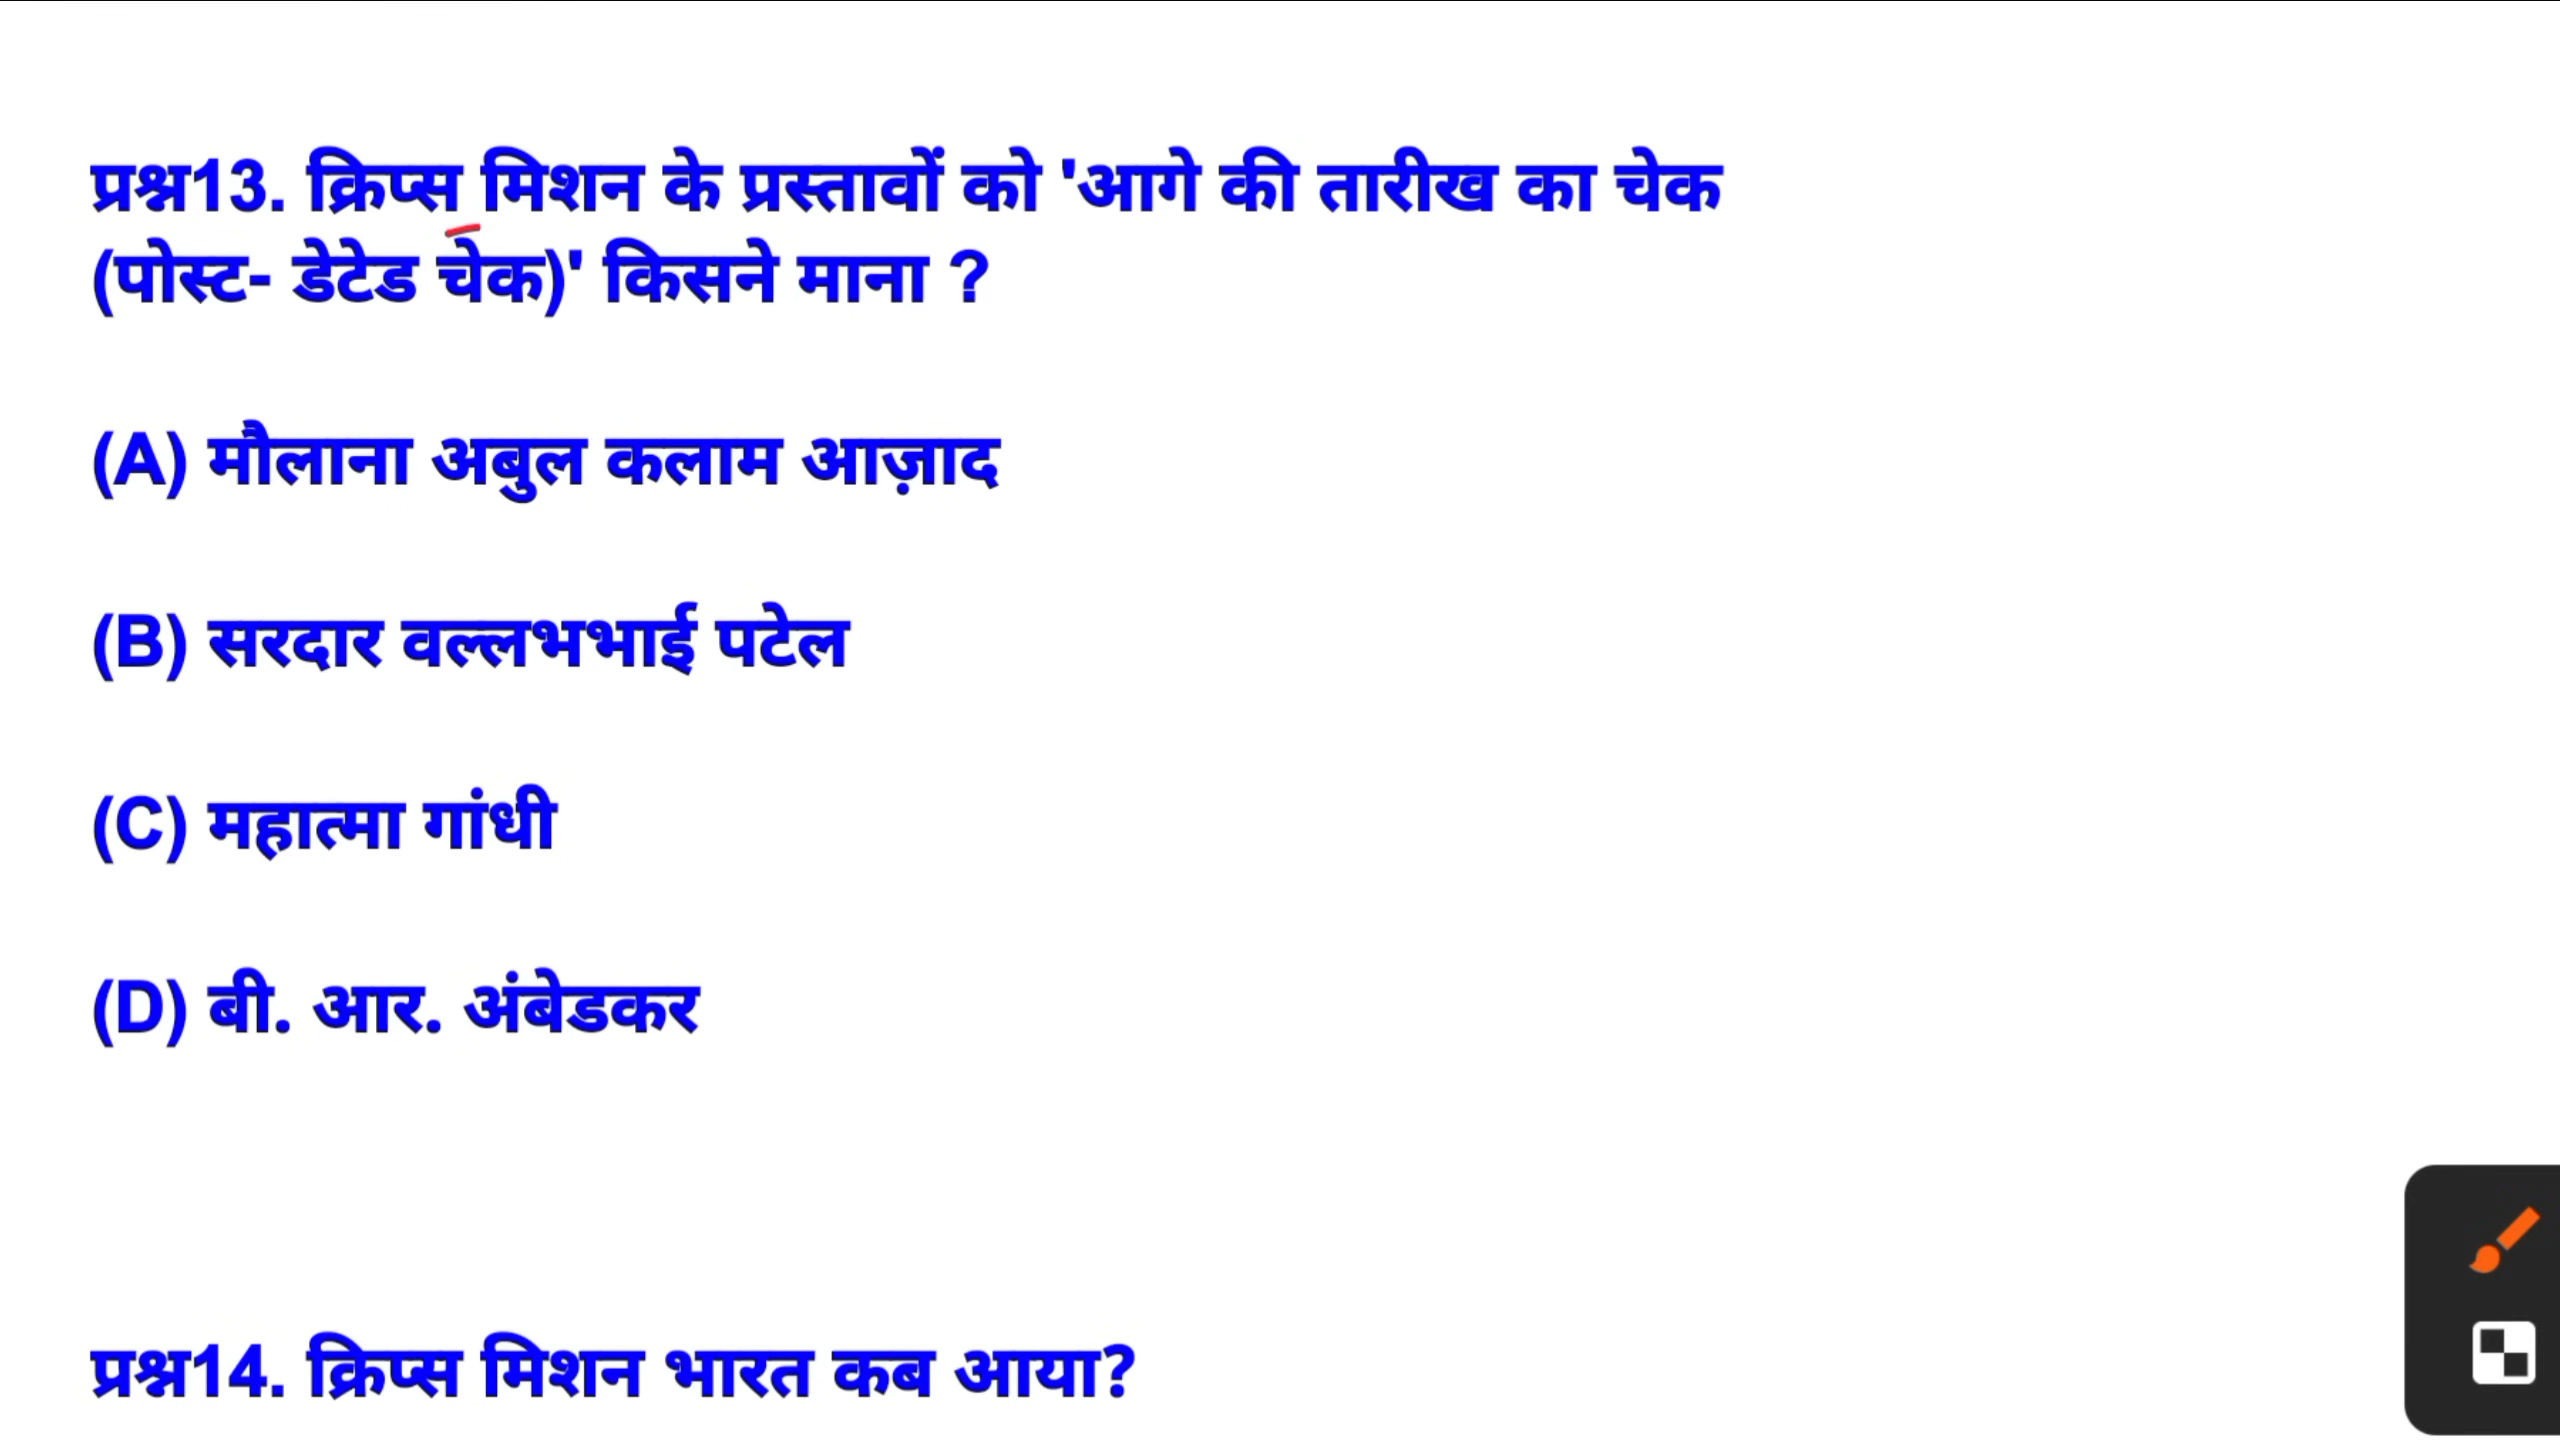 प्रश्न13. क्रिप्स मिशन के प्रस्तावों को 'आगे की तारीख का चेक
(पोस्ट- डेटेड चेक)' किसने माना ?
(A) मौलाना अबुल कलाम आज़ाद
(B) सरदार वल्लभभाई पटेल
(C) महात्मा गांधी
(D) बी. आर. अंबेडकर
प्रश्न14. क्रिप्स मिशन भारत कब आया?